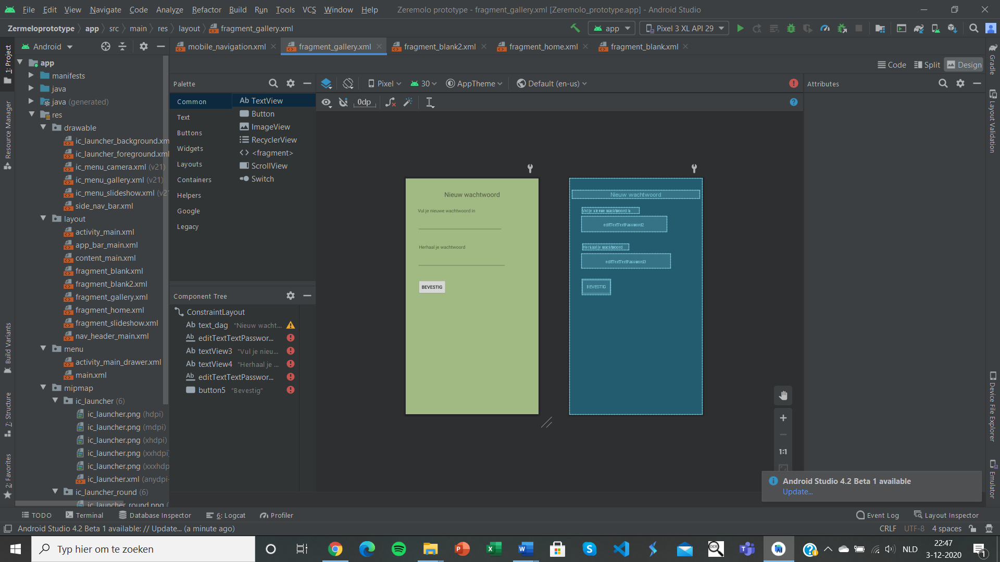 File Edit View Navigate Code Analyze Refactor Build Run Tools VCS Window Help Zeremolo prototype - fragment_gallery.xml [Zeremolo_prototype.app] - Android Studio
Zermeloprototype app src main res layout fragment_gallery.xml app Pixel 3 XL API 29
Android mobile_navigation.xml fragment_gallery.xml fragment_blank2.xml fragment_home.xml fragment_blank.xml
Code Split Design
1: Project
Resource Manager
Build Variants
7: Structure
2: Favorites
app
manifests
java
java (generated)
res
drawable
ic_launcher_background.xm
ic_launcher_foreground.xml
ic_menu_camera.xml (v21)
ic_menu_gallery.xml (v21)
ic_menu_slideshow.xml (v21
side_nav_bar.xml
layout
activity_main.xml
app_bar_main.xml
content_main.xml
fragment_blank.xml
fragment_blank2.xml
fragment_gallery.xml
fragment_home.xml
fragment_slideshow.xml
nav_header_main.xml
menu
activity_main_drawer.xml
main.xml
mipmap
ic_launcher (6)
ic_launcher.png (hdpi)
ic_launcher.png (mdpi)
ic_launcher.png (xhdpi)
ic_launcher.png (xxhdpi)
ic_launcher.png (xxxhdp
ic_launcher.xml (anydpi-
ic_launcher_round (6)
ic_launcher_round.png (
Palette
Common
Text
Buttons
Widgets
Layouts
Containers
Helpers
Google
Legacy
Ab TextView
Button
ImageView
RecyclerView
<fragment>
ScrollView
Switch
Component Tree
ConstraintLayout
Ab text_dag "Nieuw wacht...
Ab editTextTextPasswor...
Ab textView3 "Vul je nieu...
Ab textView4 "Herhaal je ...
Ab editTextTextPasswor...
button5 "Bevestig"
Pixel 30 AppTheme Default (en-us)
0dp
Nieuw wachtwoord
Vul je nieuwe wachtwoord in
Herhaal je wachtwoord
BEVESTIG
Nieuw wachtwoord
Vul je nieuwe wachtwoord in
editTextTextPassword2
Herhaal je wachtwoord
editTextTextPassword3
BEVESTIG
1:1
Attributes
Gradle
Layout Validation
Device File Explorer
Emulator
Android Studio 4.2 Beta 1 available
Update...
TODO Terminal Database Inspector 6: Logcat Profiler Event Log Layout Inspector
Android Studio 4.2 Beta 1 available: // Update... (a minute ago) CRLF UTF-8 4 spaces
Typ hier om te zoeken
NLD
22:47
3-12-2020
1